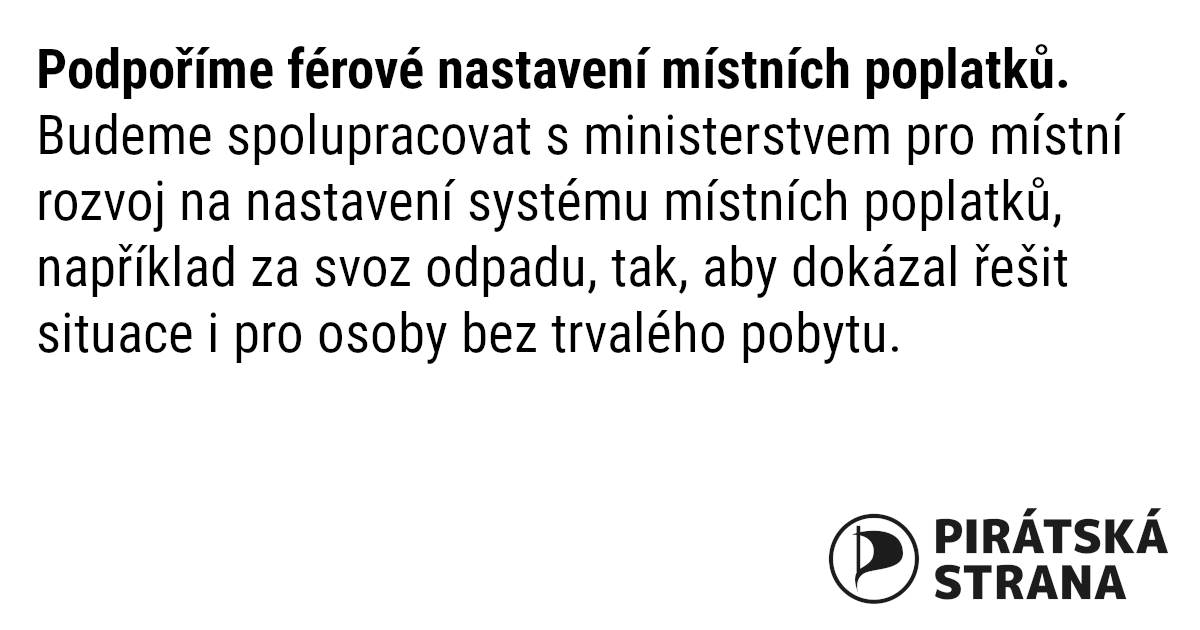 Podpoříme férové nastavení místních poplatků.
Budeme spolupracovat s ministerstvem pro místní
rozvoj na nastavení systému místních poplatků,
například za svoz odpadu, tak, aby dokázal řešit
situace i pro osoby bez trvalého pobytu.
PIRÁTSKÁ
STRANA